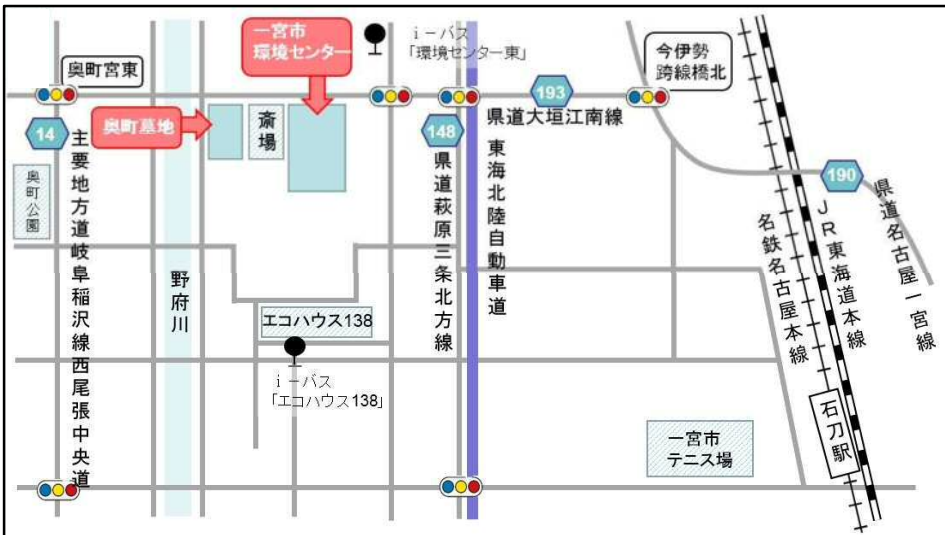 一宮市
環境センター
i-バス
「環境センター東」
奥町宮東
今伊勢
跨線橋北
193
県道大垣江南線
14
奥町墓地
斎場
148
190
奥町公園
主要地方道岐阜稲沢線西尾張中央道
野府川
県道萩原三条北方線
東海北陸自動車道
名鉄名古屋本線
JR東海道本線
県道名古屋一宮線
エコハウス138
i-バス
「エコハウス138」
石刀駅
一宮市
テニス場